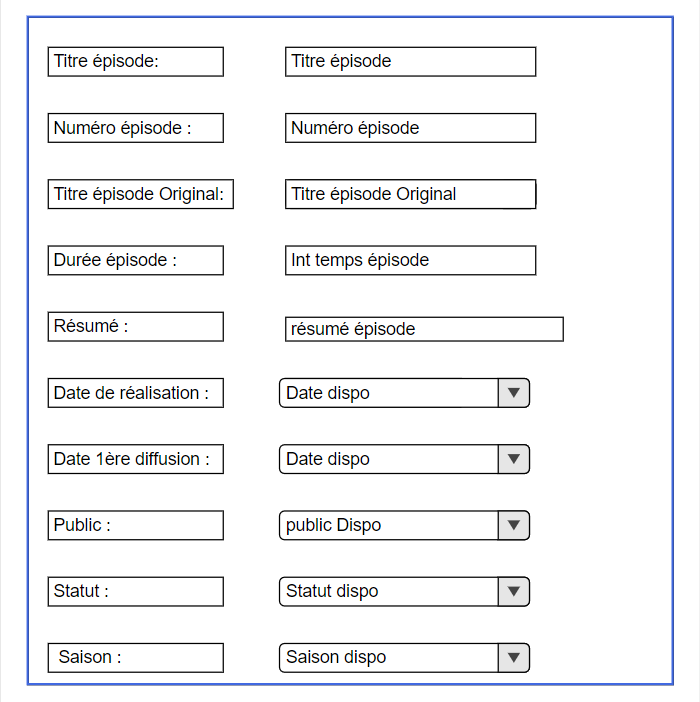 Titre épisode: Titre épisode
Numéro épisode : Numéro épisode
Titre épisode Original: Titre épisode Original
Durée épisode : Int temps épisode
Résumé : résumé épisode
Date de réalisation : Date dispo
Date 1ère diffusion : Date dispo
Public : public Dispo
Statut : Statut dispo
Saison : Saison dispo